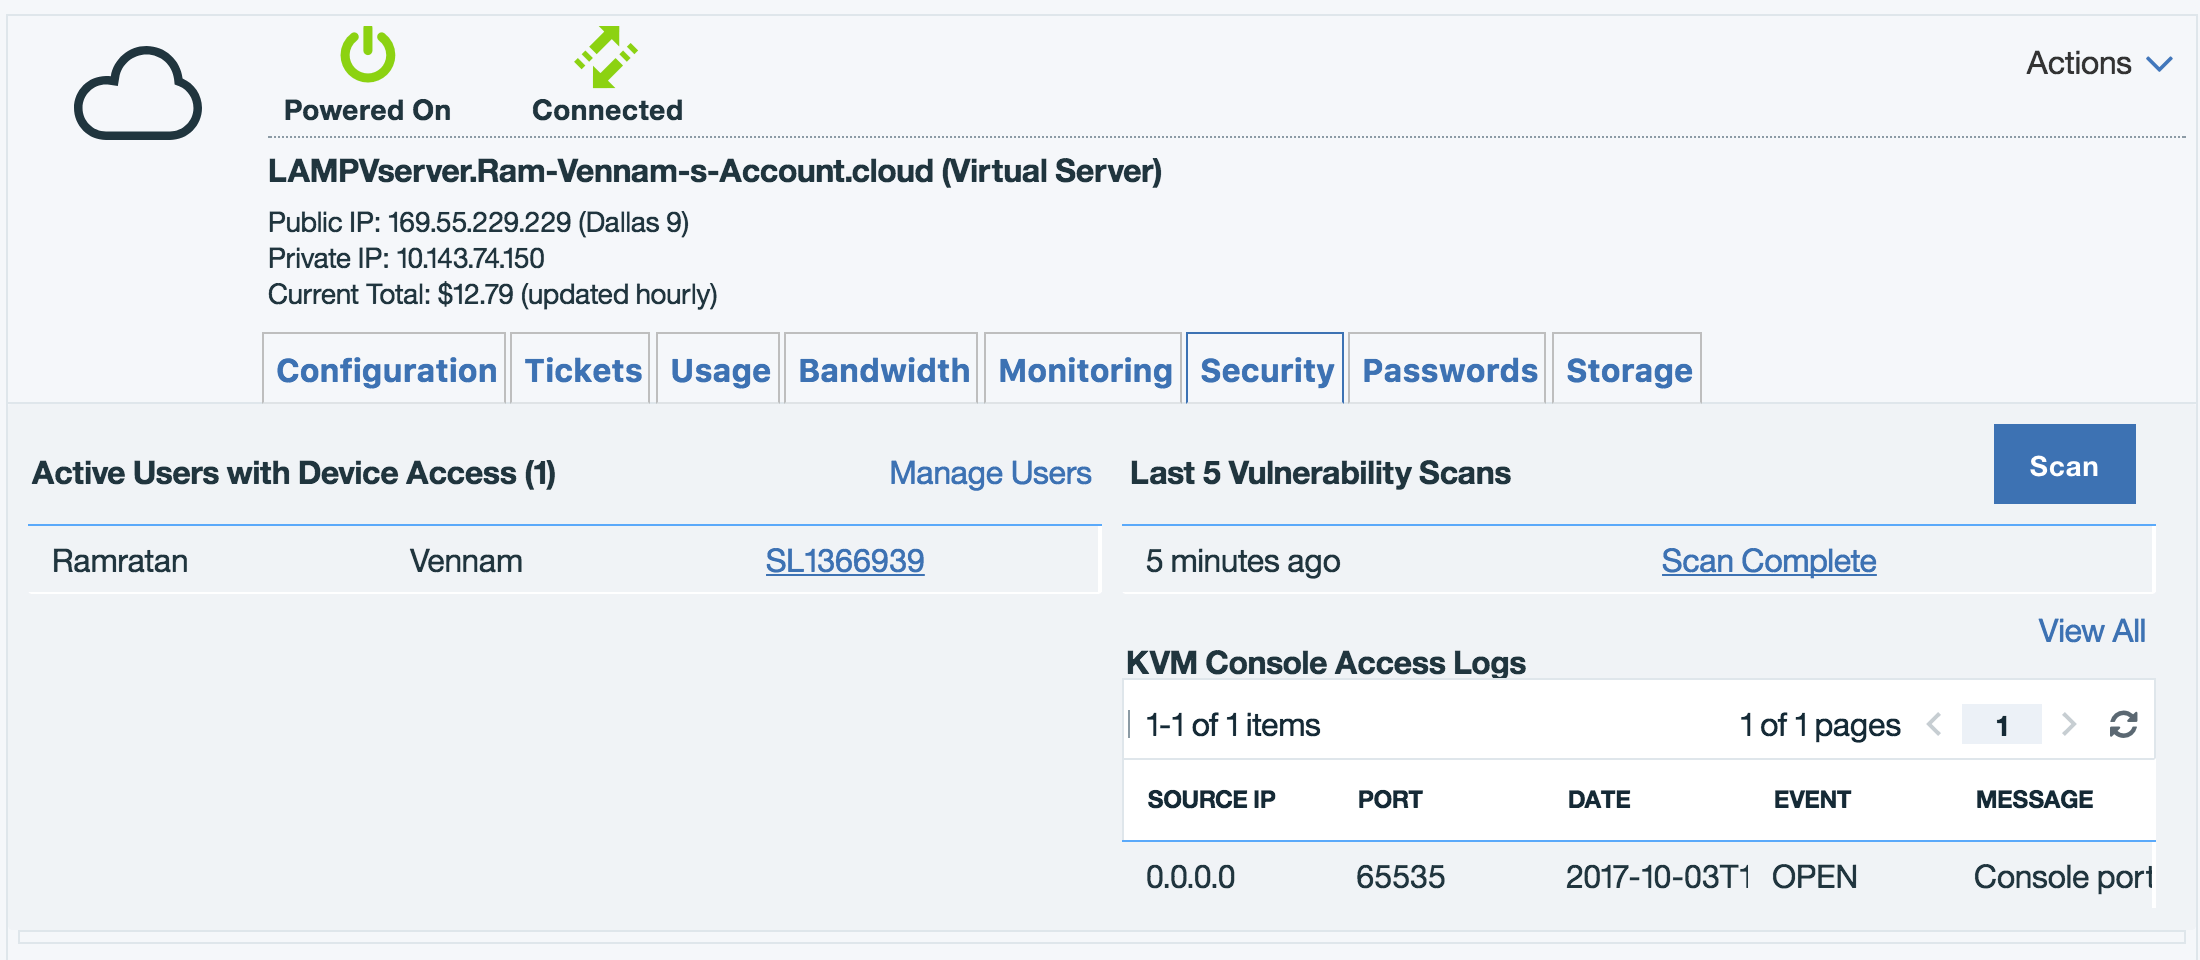 Powered On
Connected
Actions
LAMPVserver.Ram-Vennam-s-Account.cloud (Virtual Server)
Public IP: 169.55.229.229 (Dallas 9)
Private IP: 10.143.74.150
Current Total: $12.79 (updated hourly)
Configuration Tickets Usage Bandwidth Monitoring Security Passwords Storage
Active Users with Device Access (1) Manage Users
Ramratan Vennam SL1366939
Last 5 Vulnerability Scans Scan
5 minutes ago Scan Complete
View All
KVM Console Access Logs
1-1 of 1 items 1 of 1 pages 1
SOURCE IP PORT DATE EVENT MESSAGE
0.0.0.0 65535 2017-10-03T1 OPEN Console port